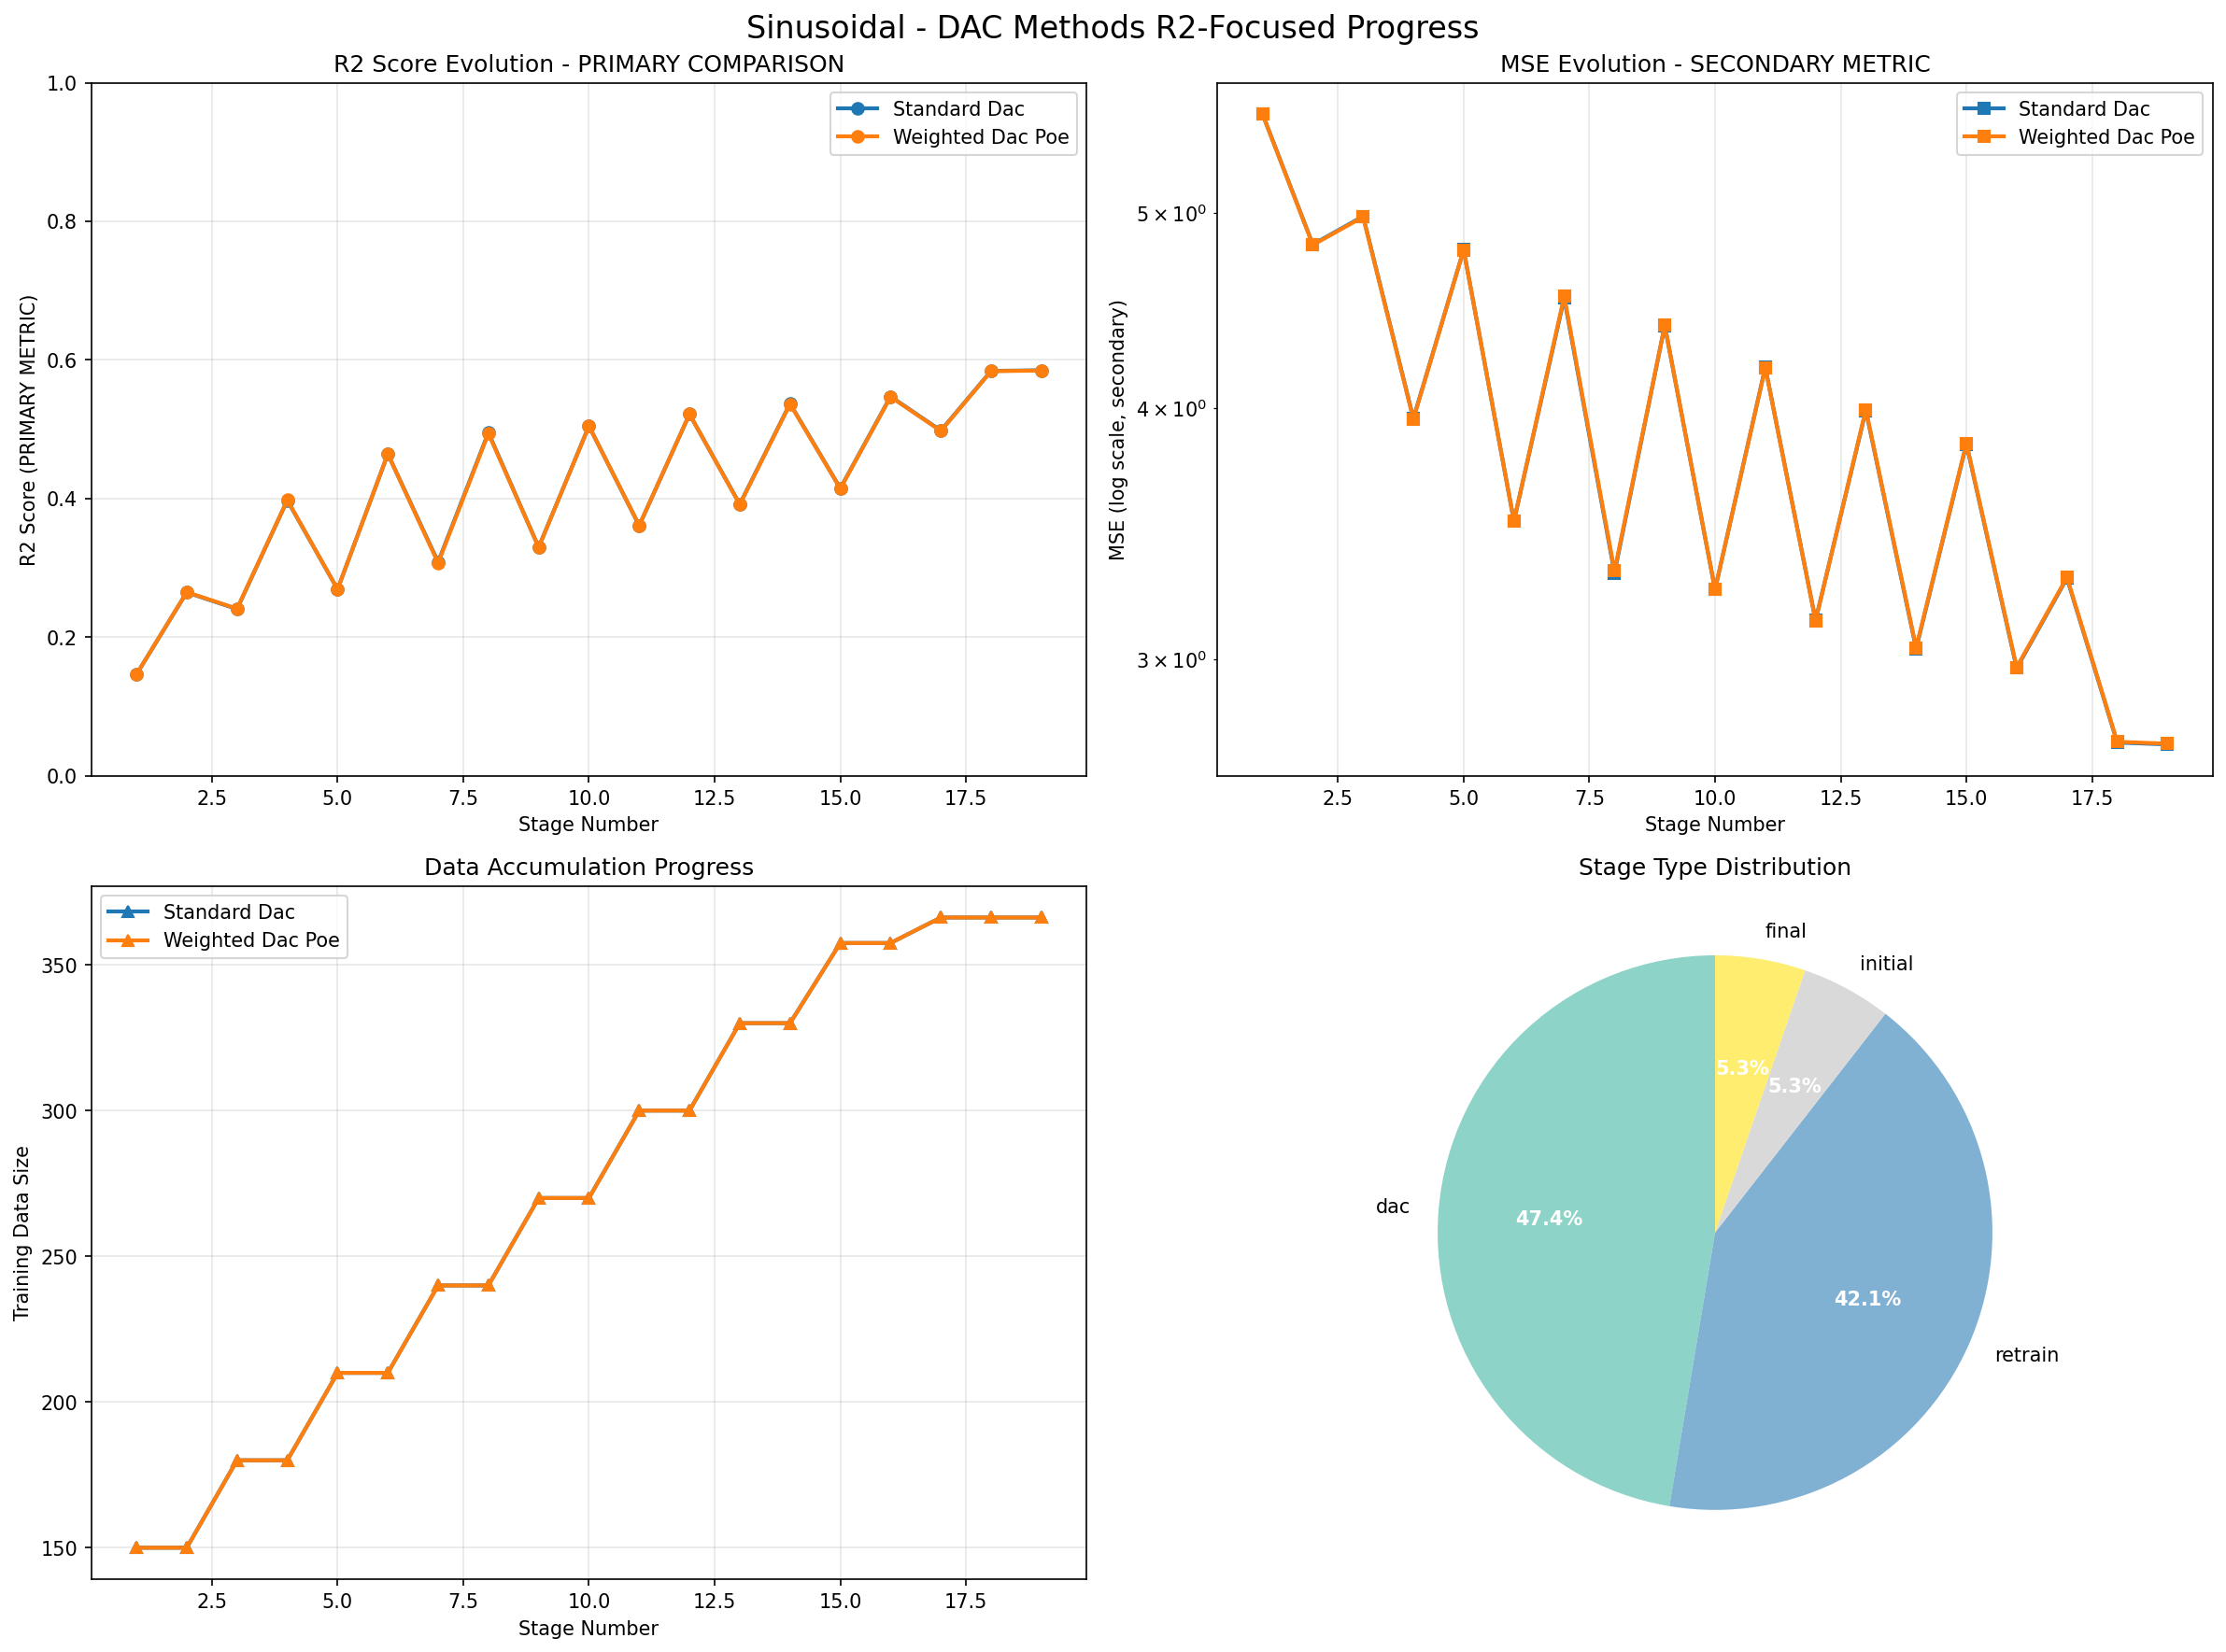 Sinusoidal - DAC Methods R2-Focused Progress
R2 Score Evolution - PRIMARY COMPARISON
R2 Score (PRIMARY METRIC)
1.0
0.8
0.6
0.4
0.2
0.0
Standard Dac
Weighted Dac Poe
2.5 5.0 7.5 10.0 12.5 15.0 17.5
Stage Number
MSE Evolution - SECONDARY METRIC
MSE (log scale, secondary)
5 × 10⁰
4 × 10⁰
3 × 10⁰
Standard Dac
Weighted Dac Poe
2.5 5.0 7.5 10.0 12.5 15.0 17.5
Stage Number
Data Accumulation Progress
Training Data Size
350
300
250
200
150
Standard Dac
Weighted Dac Poe
2.5 5.0 7.5 10.0 12.5 15.0 17.5
Stage Number
Stage Type Distribution
final
initial
5.3%
5.3%
dac
47.4%
42.1%
retrain